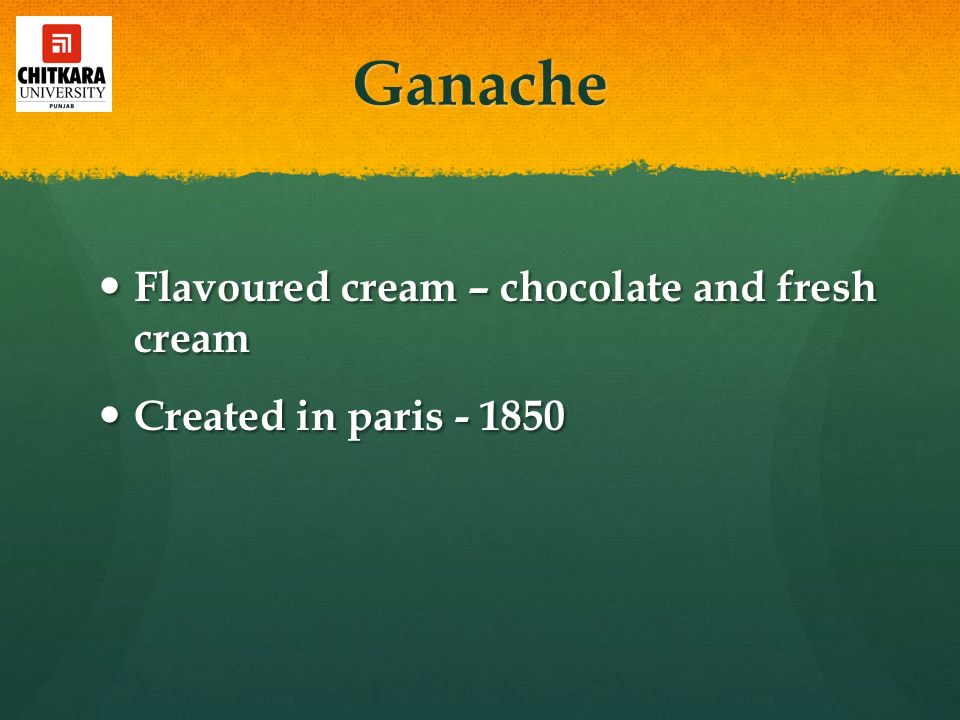 CHITKARA
UNIVERSITY
PUNJAB
Ganache
• Flavoured cream – chocolate and fresh
cream
• Created in paris - 1850